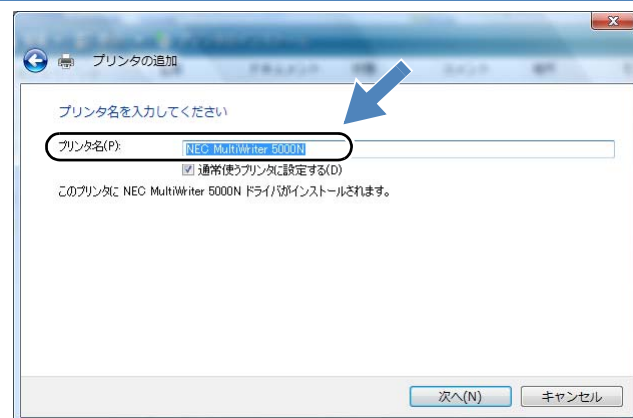 プリンタの追加
プリンタ名を入力してください
プリンタ名(P): NEC MultiWriter 5000N
通常使うプリンタに設定する(D)
このプリンタに NEC MultiWriter 5000N ドライバがインストールされます。
次へ(N) キャンセル